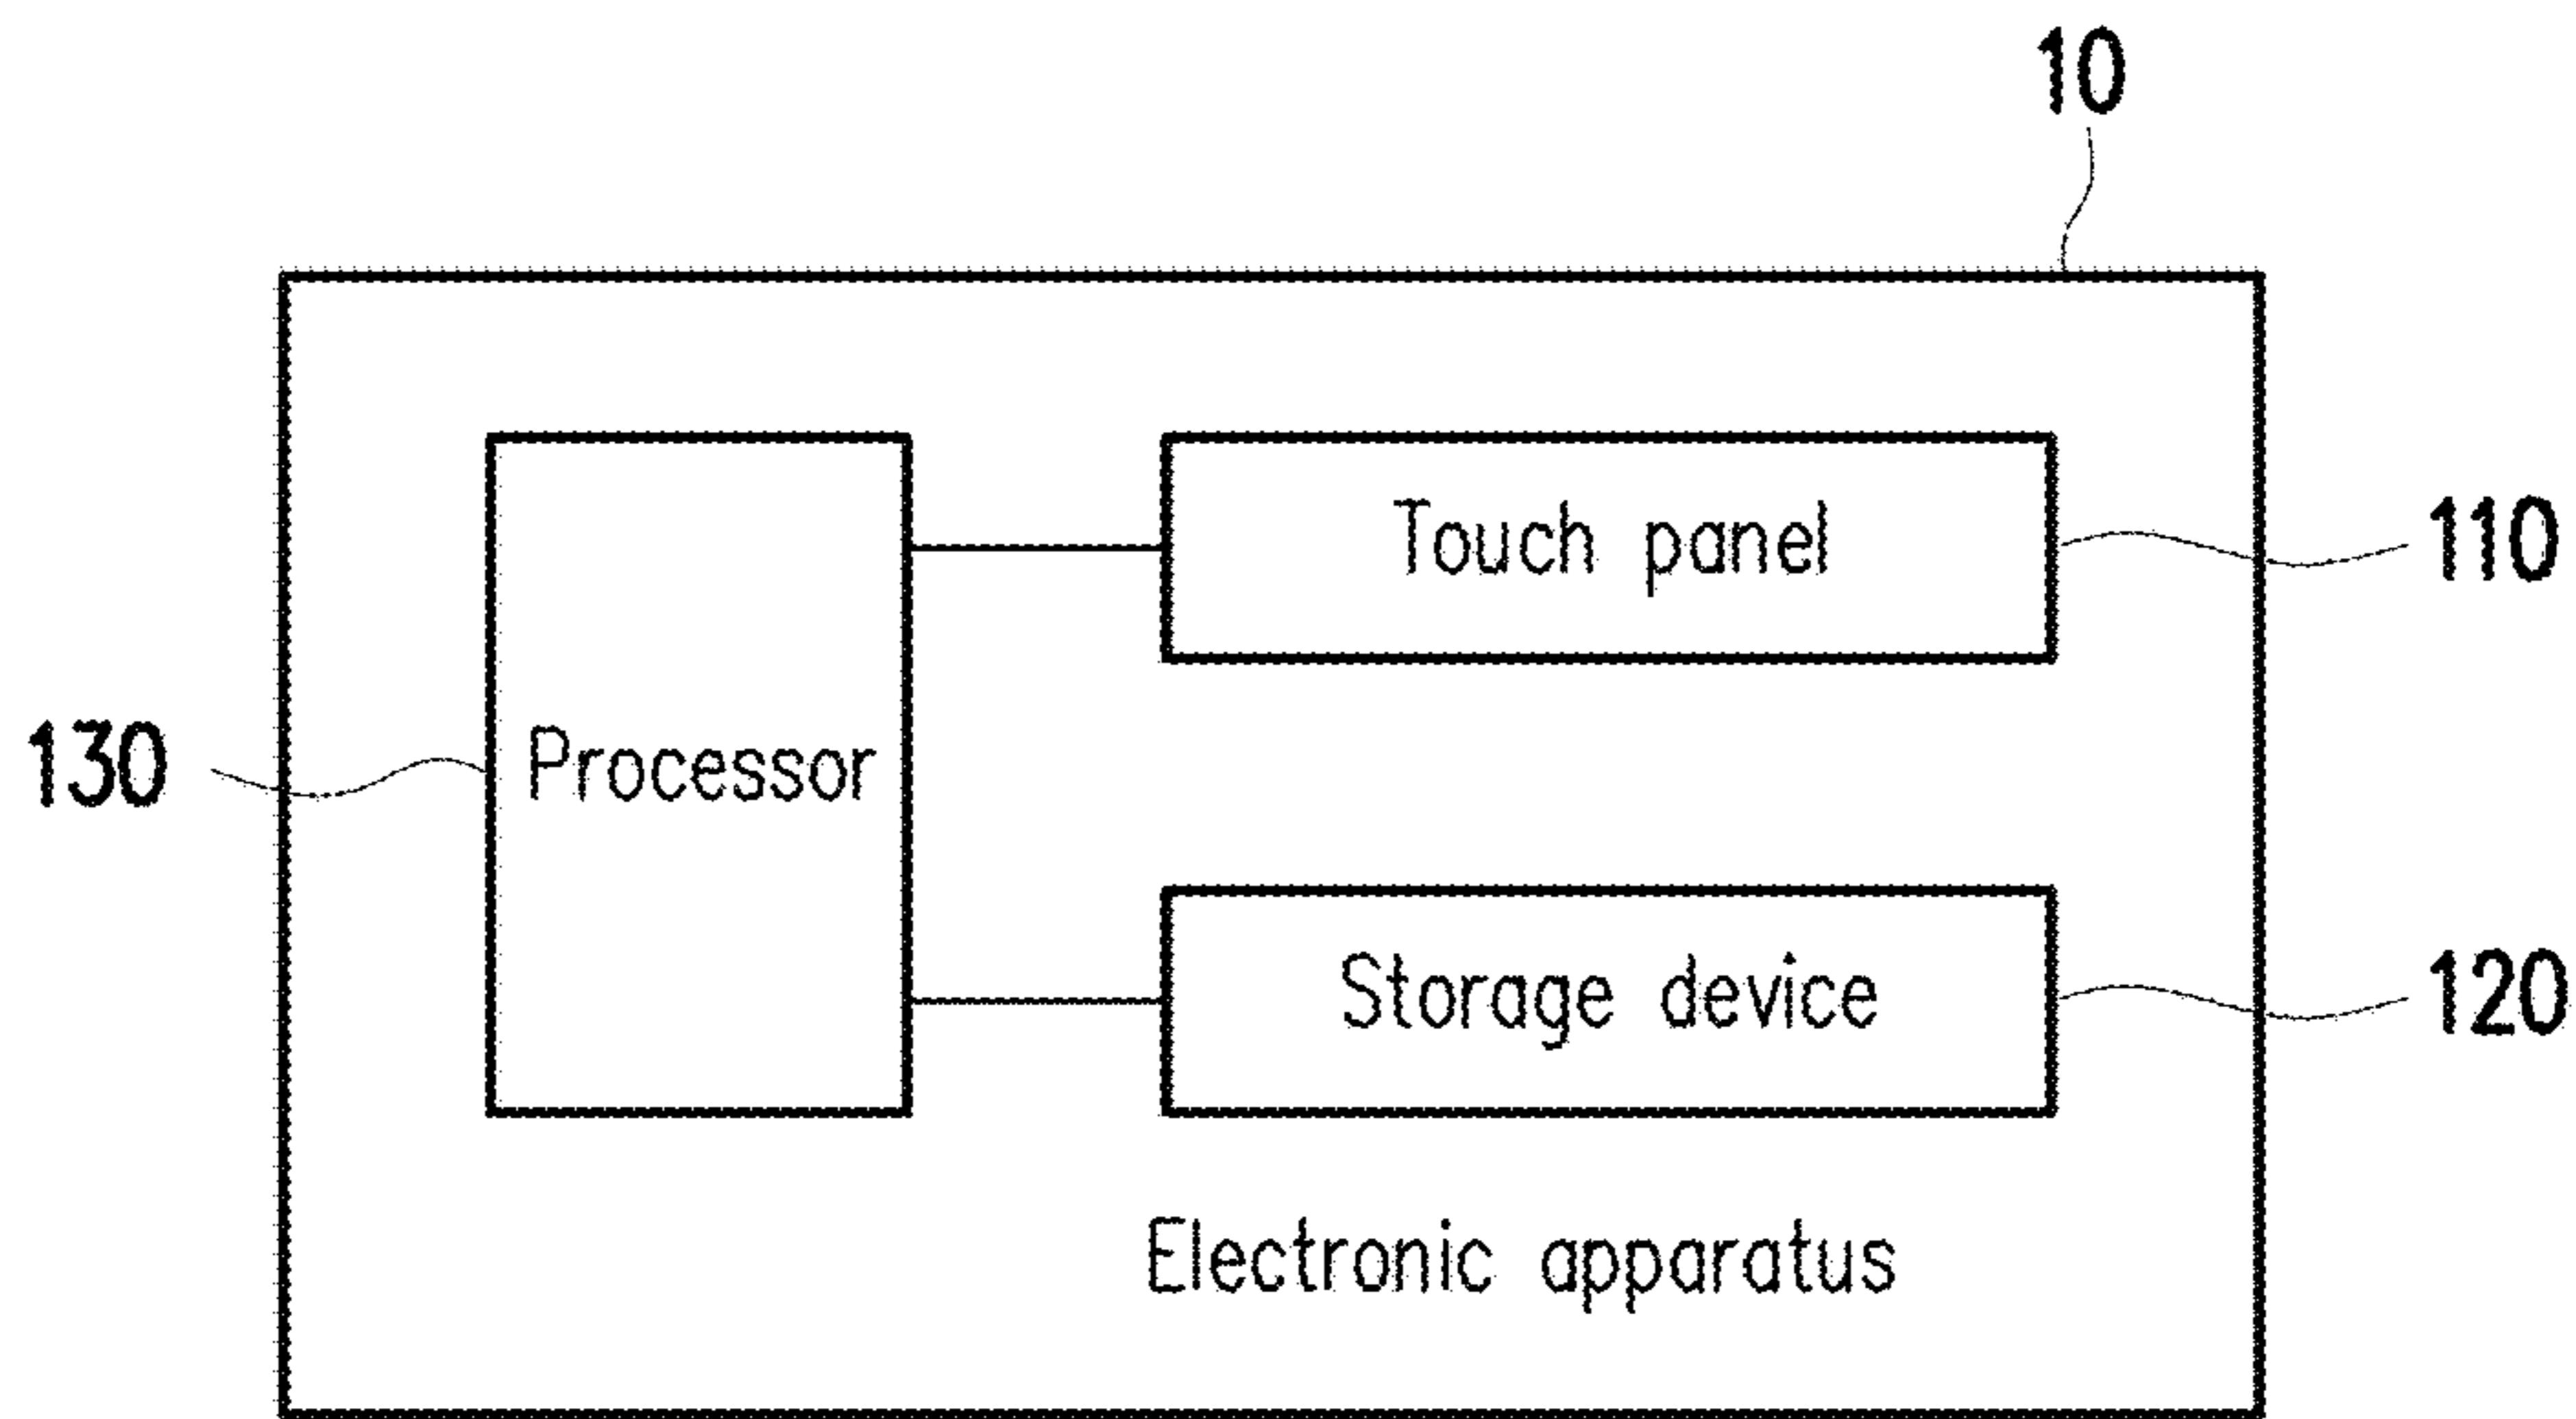 10
Touch panel
110
130
Processor
Storage device
120
Electronic apparatus